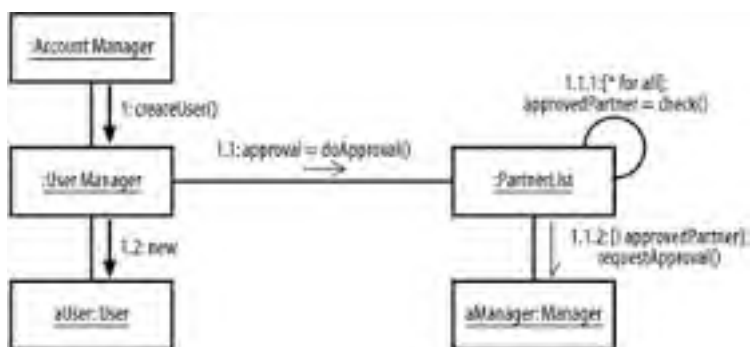 :Account Manager
1: createUser()
1.1.1:[* for all]:
approvedPartner = check()
1.1: approval = doApproval()
:User Manager
:PartnerList
1.2: new
1.1.2: [! approvedPartner]:
requestApproval()
aUser: User
aManager: Manager